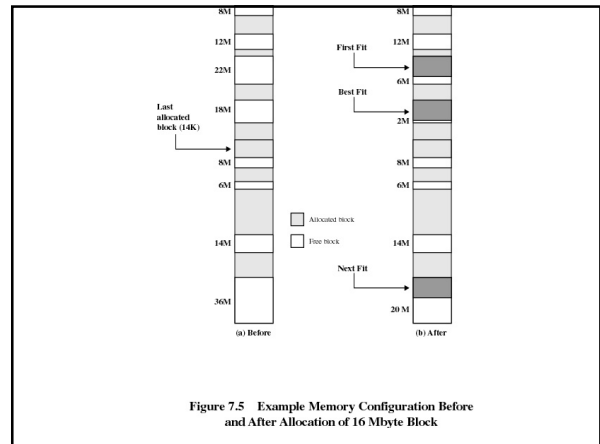 8M
12M
22M
18M
Last
allocated
block (14K)
8M
6M
14M
36M
(a) Before
Allocated block
Free block
8M
12M
First Fit
6M
Best Fit
2M
8M
6M
14M
Next Fit
20 M
(b) After
Figure 7.5 Example Memory Configuration Before
and After Allocation of 16 Mbyte Block